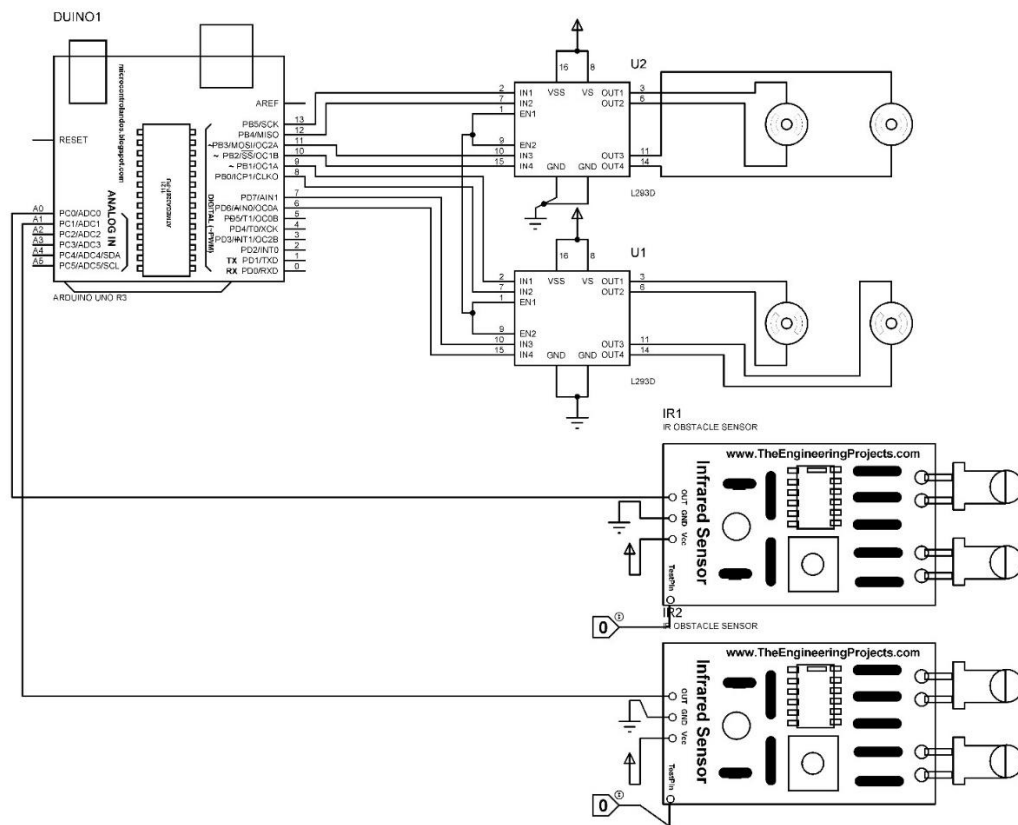 DUINO1
microcontrolandos.blogspot.com
RESET
AREF
13 PB5/SCK
12 PB4/MISO
11 ~PB3/MOSI/OC2A
10 ~ PB2/SS/OC1B
9 ~ PB1/OC1A
8 PB0/ICP1/CLKO
7 PD7/AIN1
6 PD6/AIN0/OC0A
5 PD5/T1/OC0B
4 PD4/T0/XCK
3 PD3/INT1/OC2B
2 PD2/INT0
1 TX PD1/TXD
0 RX PD0/RXD
DIGITAL (~PWM)
1121
ATMEGA328P-PU
ANALOG IN
A0 PC0/ADC0
A1 PC1/ADC1
A2 PC2/ADC2
A3 PC3/ADC3
A4 PC4/ADC4/SDA
A5 PC5/ADC5/SCL
ARDUINO UNO R3
U2
16 8
VSS VS
2 IN1 OUT1 3
7 IN2 OUT2 6
1 EN1
9 EN2
10 IN3 OUT3 11
15 IN4 OUT4 14
GND GND
L293D
U1
16 8
VSS VS
2 IN1 OUT1 3
7 IN2 OUT2 6
1 EN1
9 EN2
10 IN3 OUT3 11
15 IN4 OUT4 14
GND GND
L293D
IR1
IR OBSTACLE SENSOR
www.TheEngineeringProjects.com
Infrared Sensor
OUT
GND
Vcc
TestPin
0
IR2
IR OBSTACLE SENSOR
www.TheEngineeringProjects.com
Infrared Sensor
OUT
GND
Vcc
TestPin
0